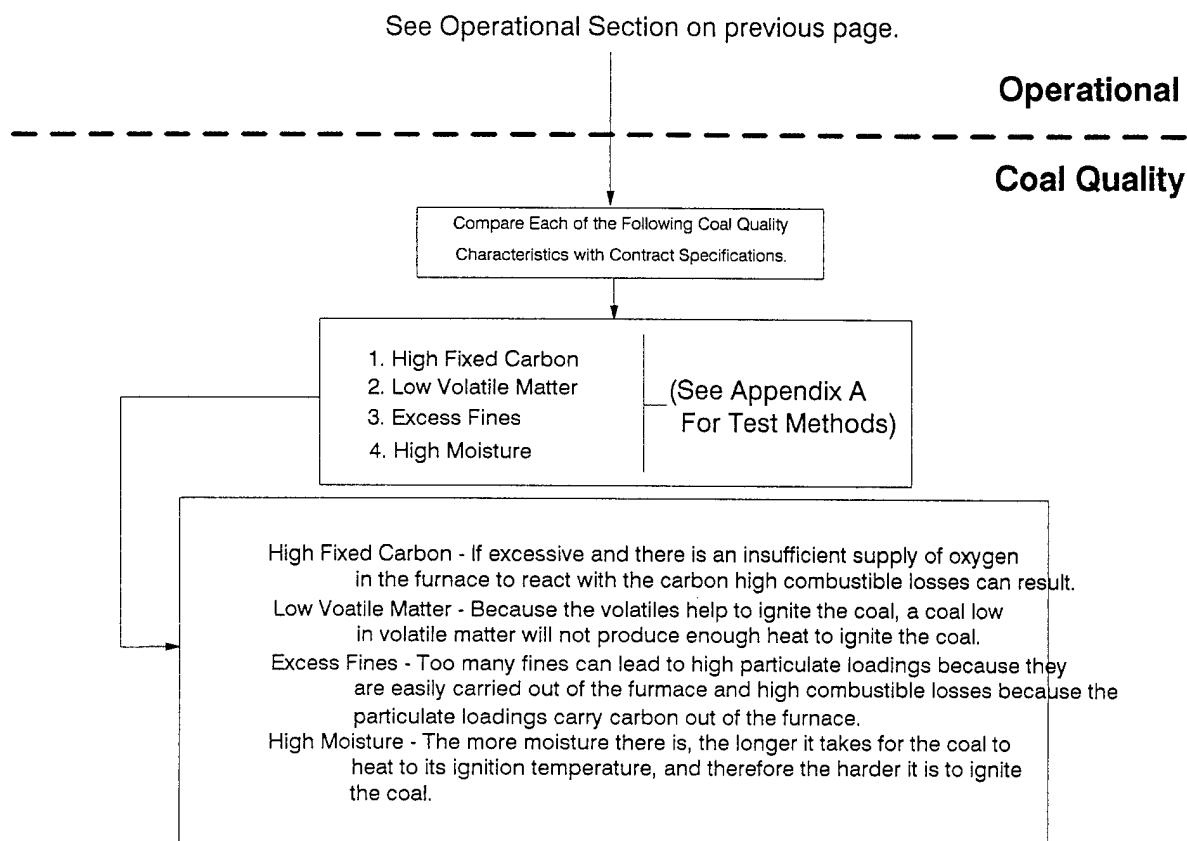 See Operational Section on previous page.
Operational
Coal Quality
Compare Each of the Following Coal Quality
Characteristics with Contract Specifications.
1. High Fixed Carbon
2. Low Volatile Matter
3. Excess Fines
4. High Moisture
(See Appendix A
For Test Methods)
High Fixed Carbon - If excessive and there is an insufficient supply of oxygen
in the furnace to react with the carbon high combustible losses can result.
Low Voatile Matter - Because the volatiles help to ignite the coal, a coal low
in volatile matter will not produce enough heat to ignite the coal.
Excess Fines - Too many fines can lead to high particulate loadings because they
are easily carried out of the furmace and high combustible losses because the
particulate loadings carry carbon out of the furnace.
High Moisture - The more moisture there is, the longer it takes for the coal to
heat to its ignition temperature, and therefore the harder it is to ignite
the coal.